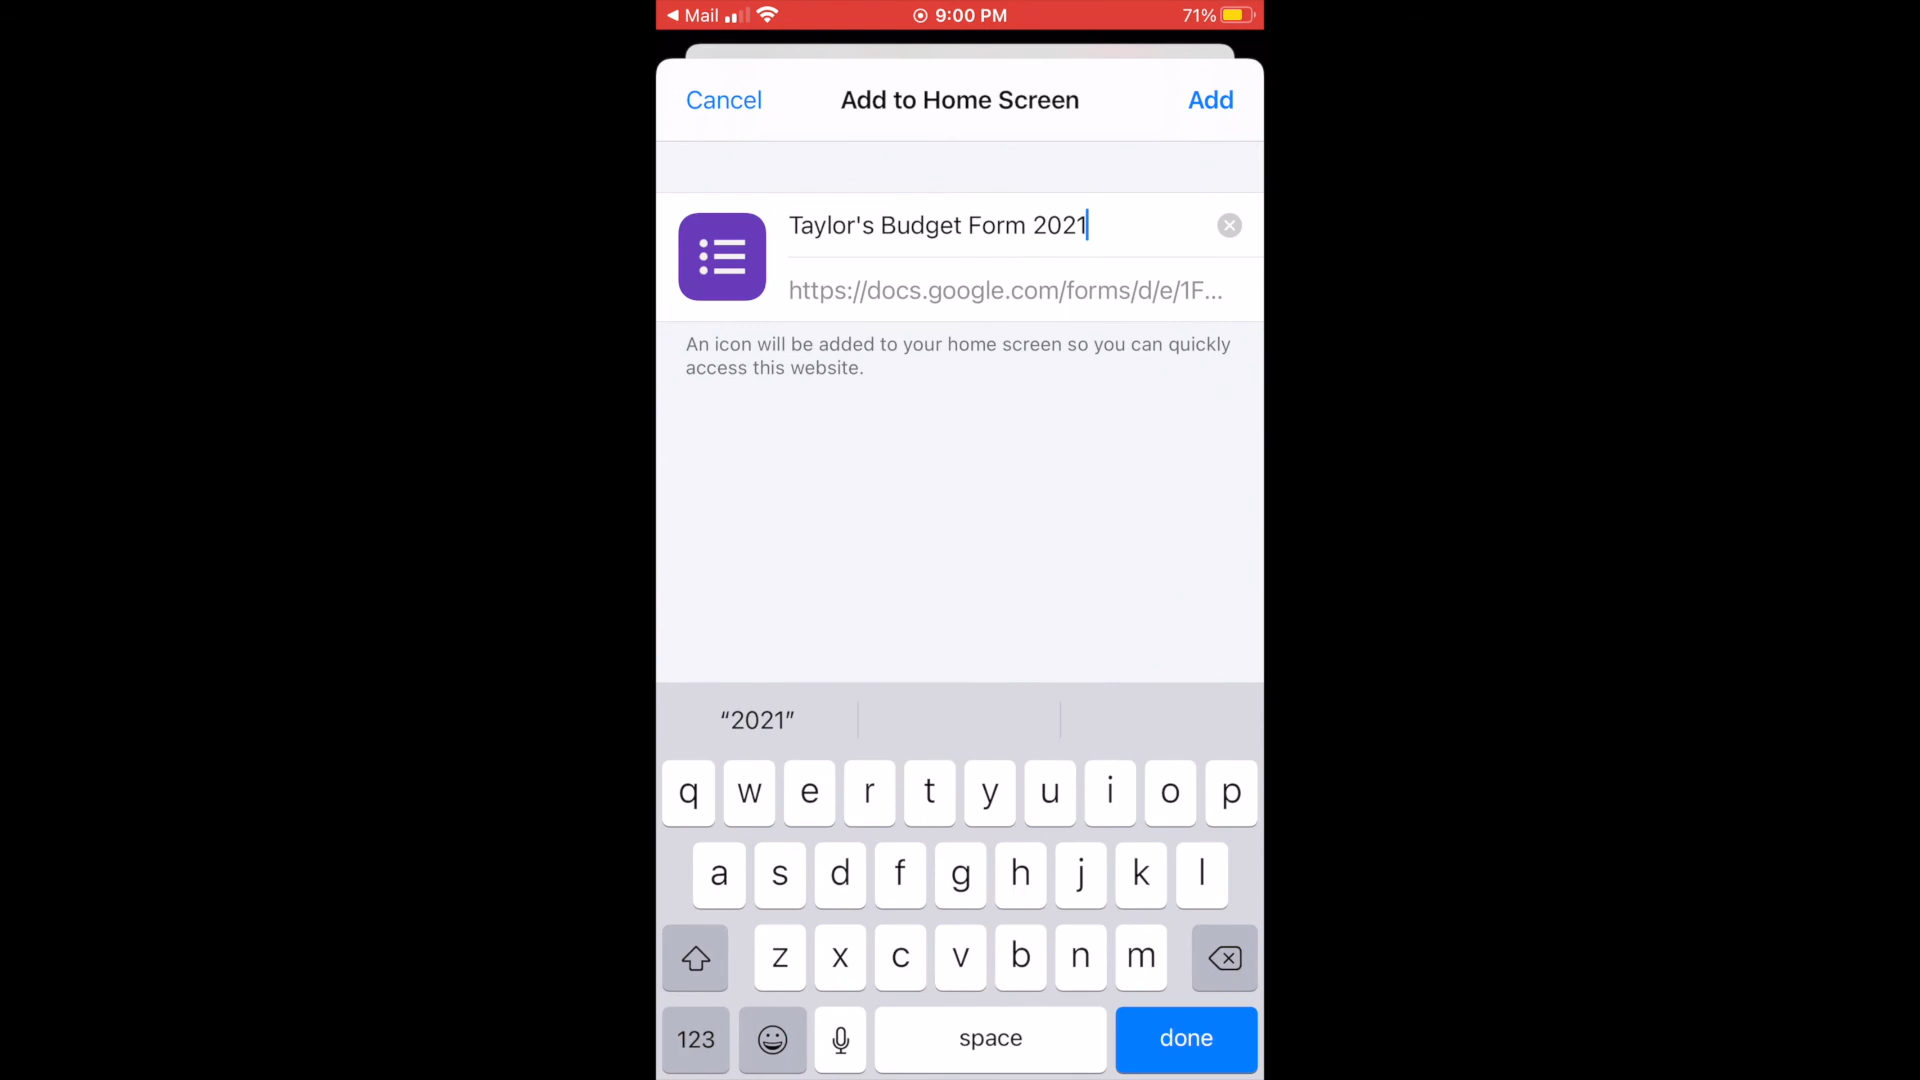 Mail 9:00 PM 71%
Cancel Add to Home Screen Add
Taylor's Budget Form 2021
https://docs.google.com/forms/d/e/1F...
An icon will be added to your home screen so you can quickly
access this website.
“2021”
q w e r t y u i o p
a s d f g h j k l
z x c v b n m
123 space done